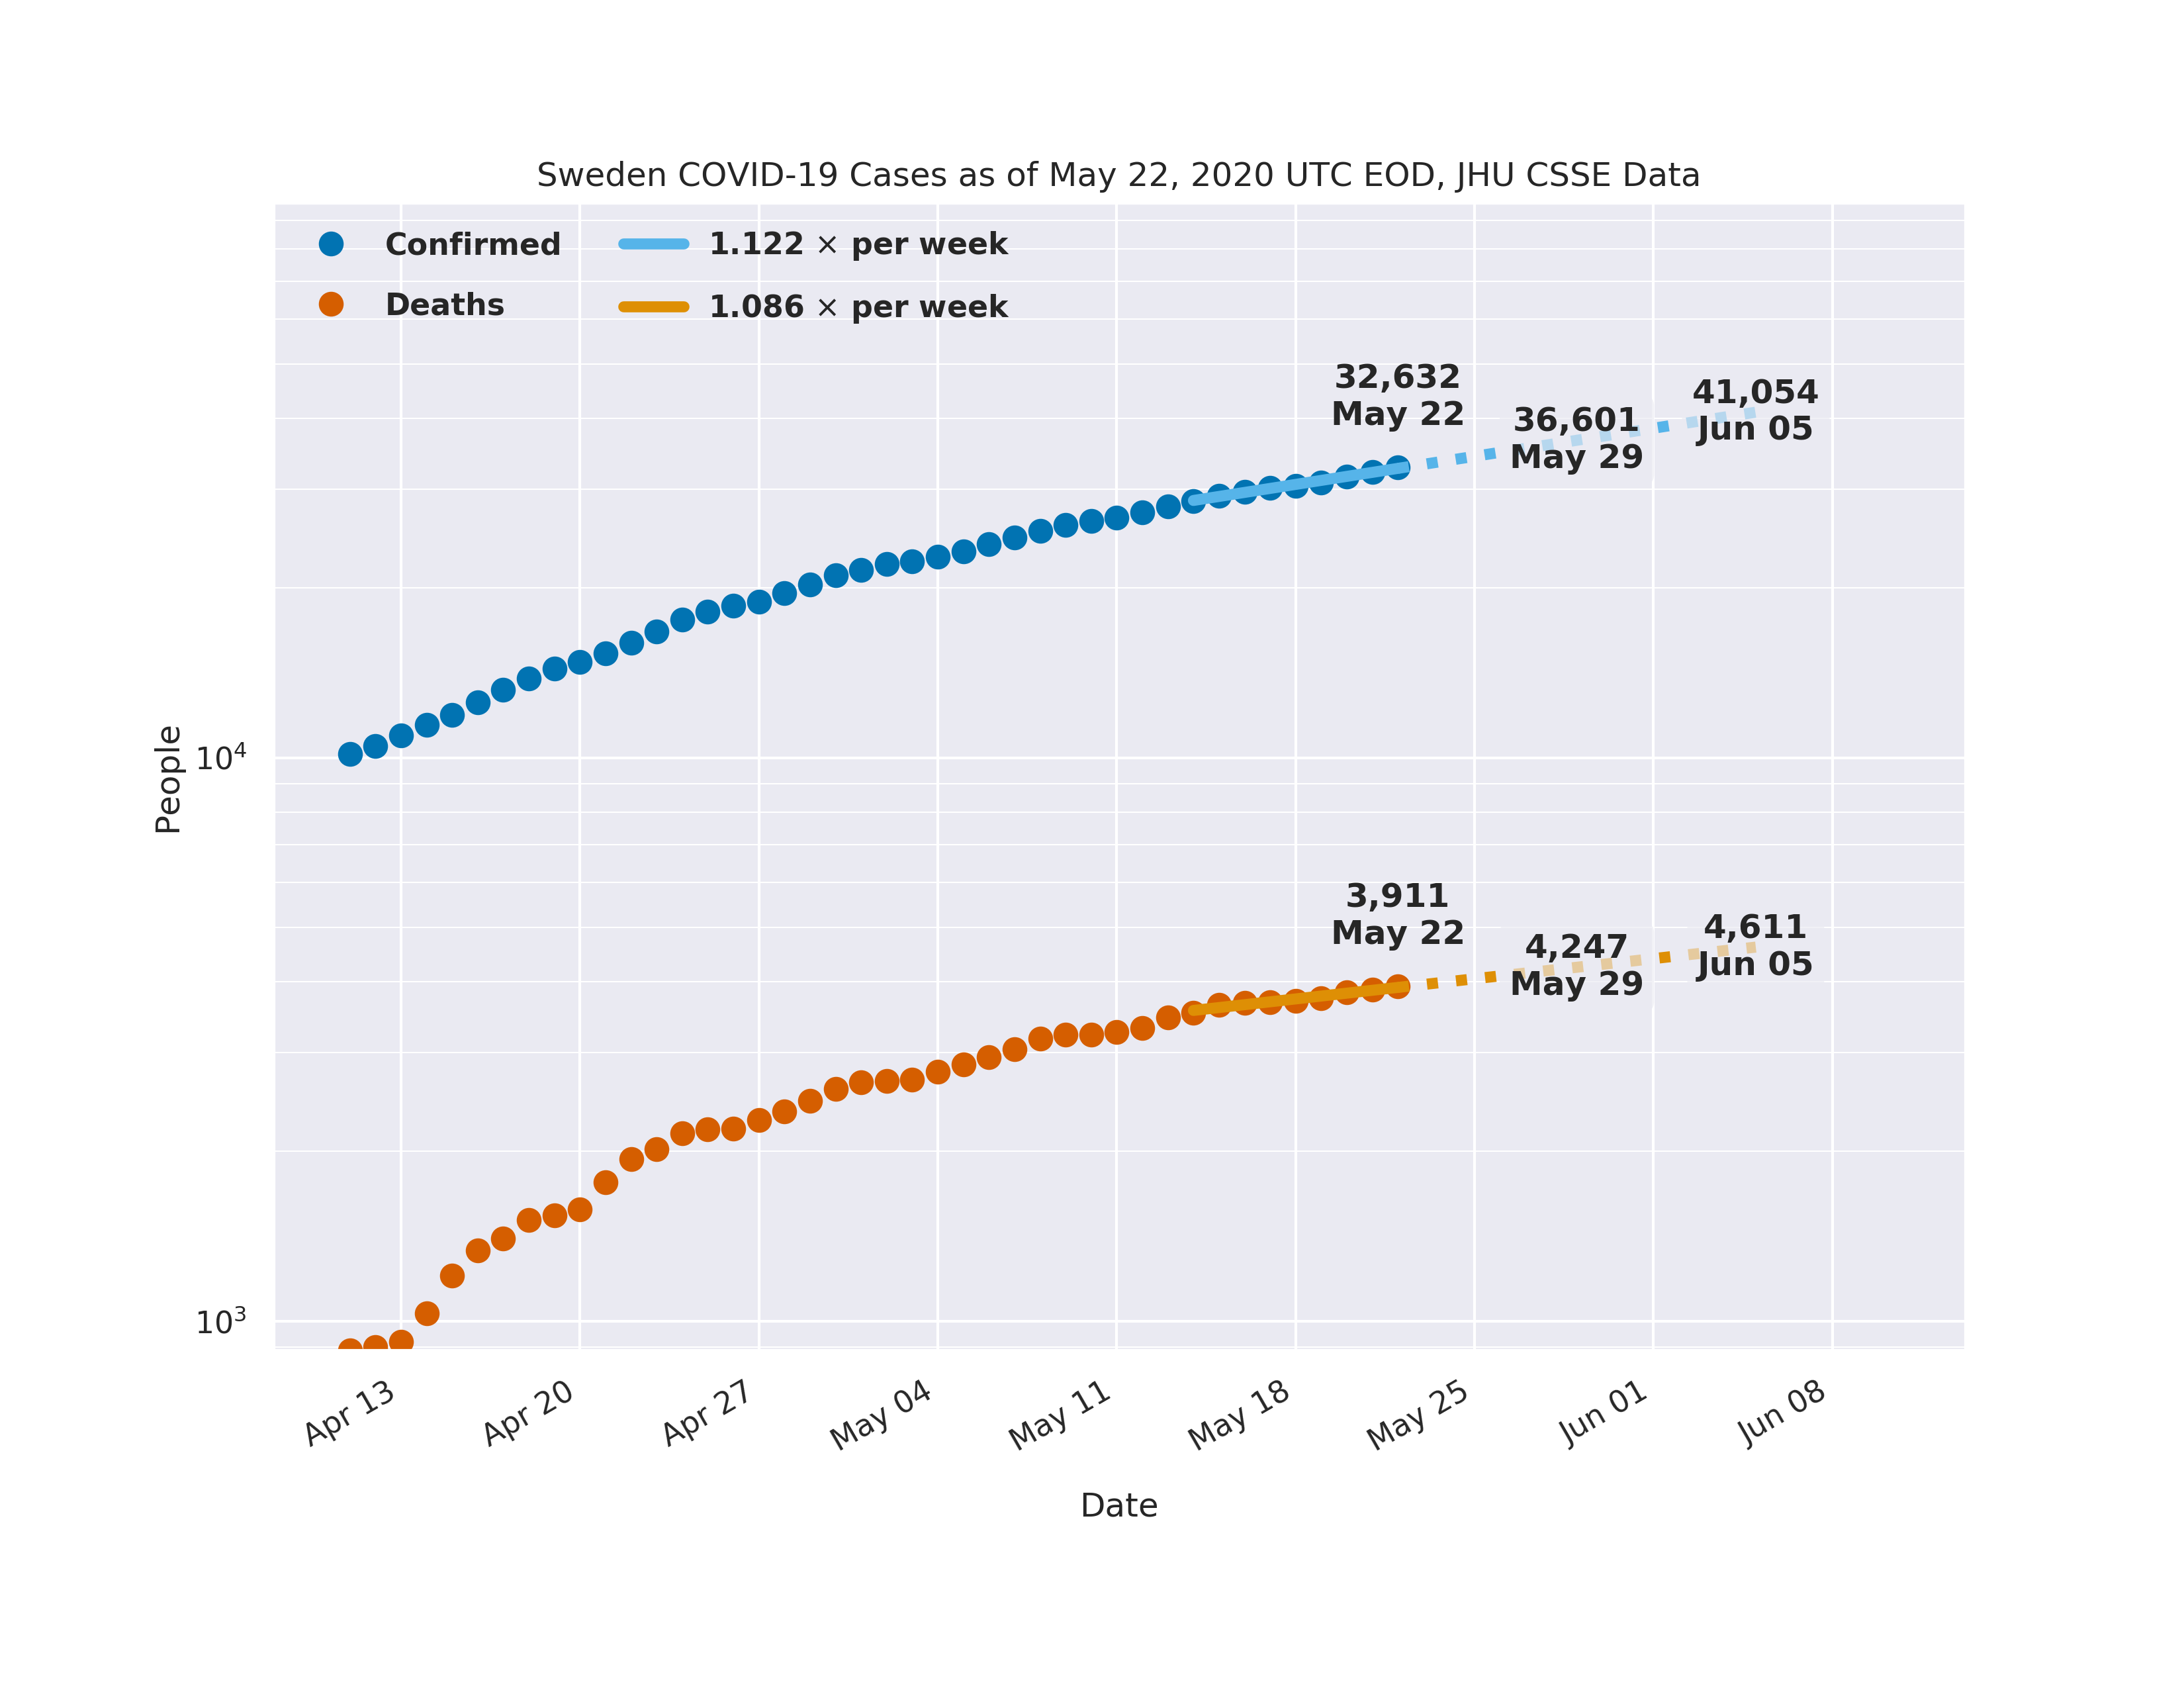 Sweden COVID-19 Cases as of May 22, 2020 UTC EOD, JHU CSSE Data
Confirmed
Deaths
1.122 × per week
1.086 × per week
32,632
May 22
36,601
May 29
41,054
Jun 05
3,911
May 22
4,247
May 29
4,611
Jun 05
People
10⁴
10³
Apr 13
Apr 20
Apr 27
May 04
May 11
May 18
May 25
Jun 01
Jun 08
Date